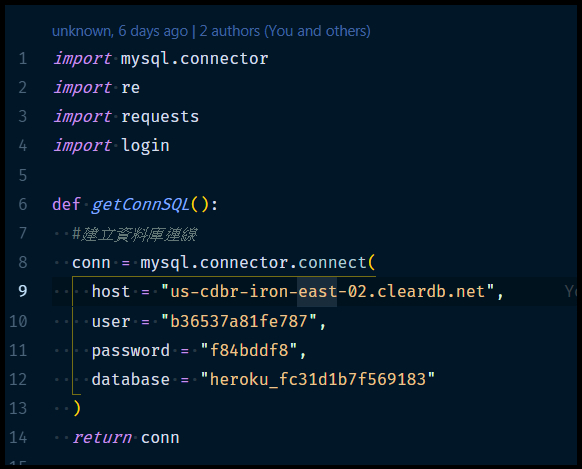 unknown, 6 days ago | 2 authors (You and others)
1 import mysql.connector
2 import re
3 import requests
4 import login
5
6 def getConnSQL():
7 #建立資料庫連線
8 conn = mysql.connector.connect(
9 host = "us-cdbr-iron-east-02.cleardb.net",
10 user = "b36537a81fe787",
11 password = "f84bddf8",
12 database = "heroku_fc31d1b7f569183"
13 )
14 return conn